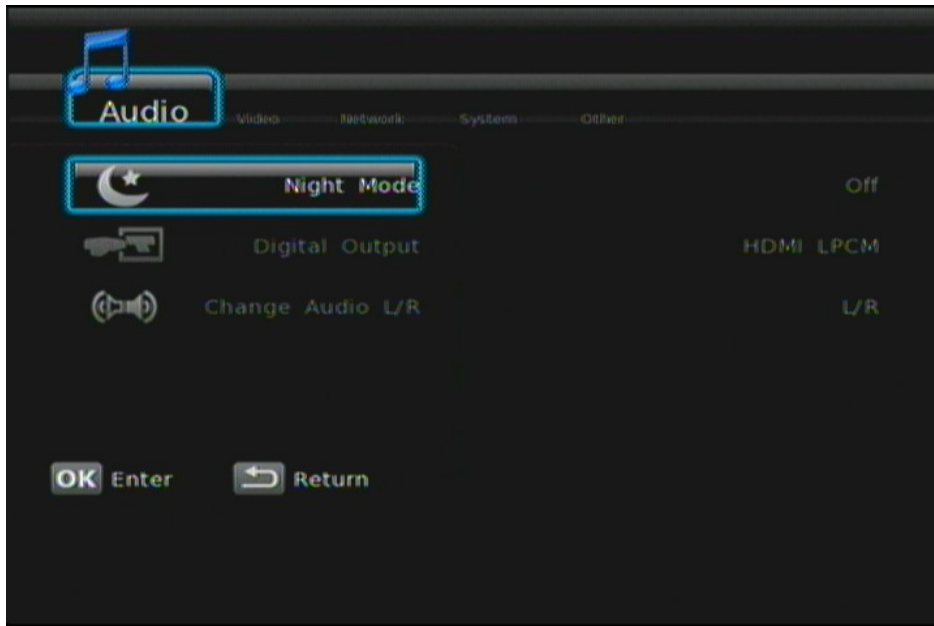 Audio Video Network System Other
Night Mode Off
Digital Output HDMI LPCM
Change Audio L/R L/R
OK Enter Return